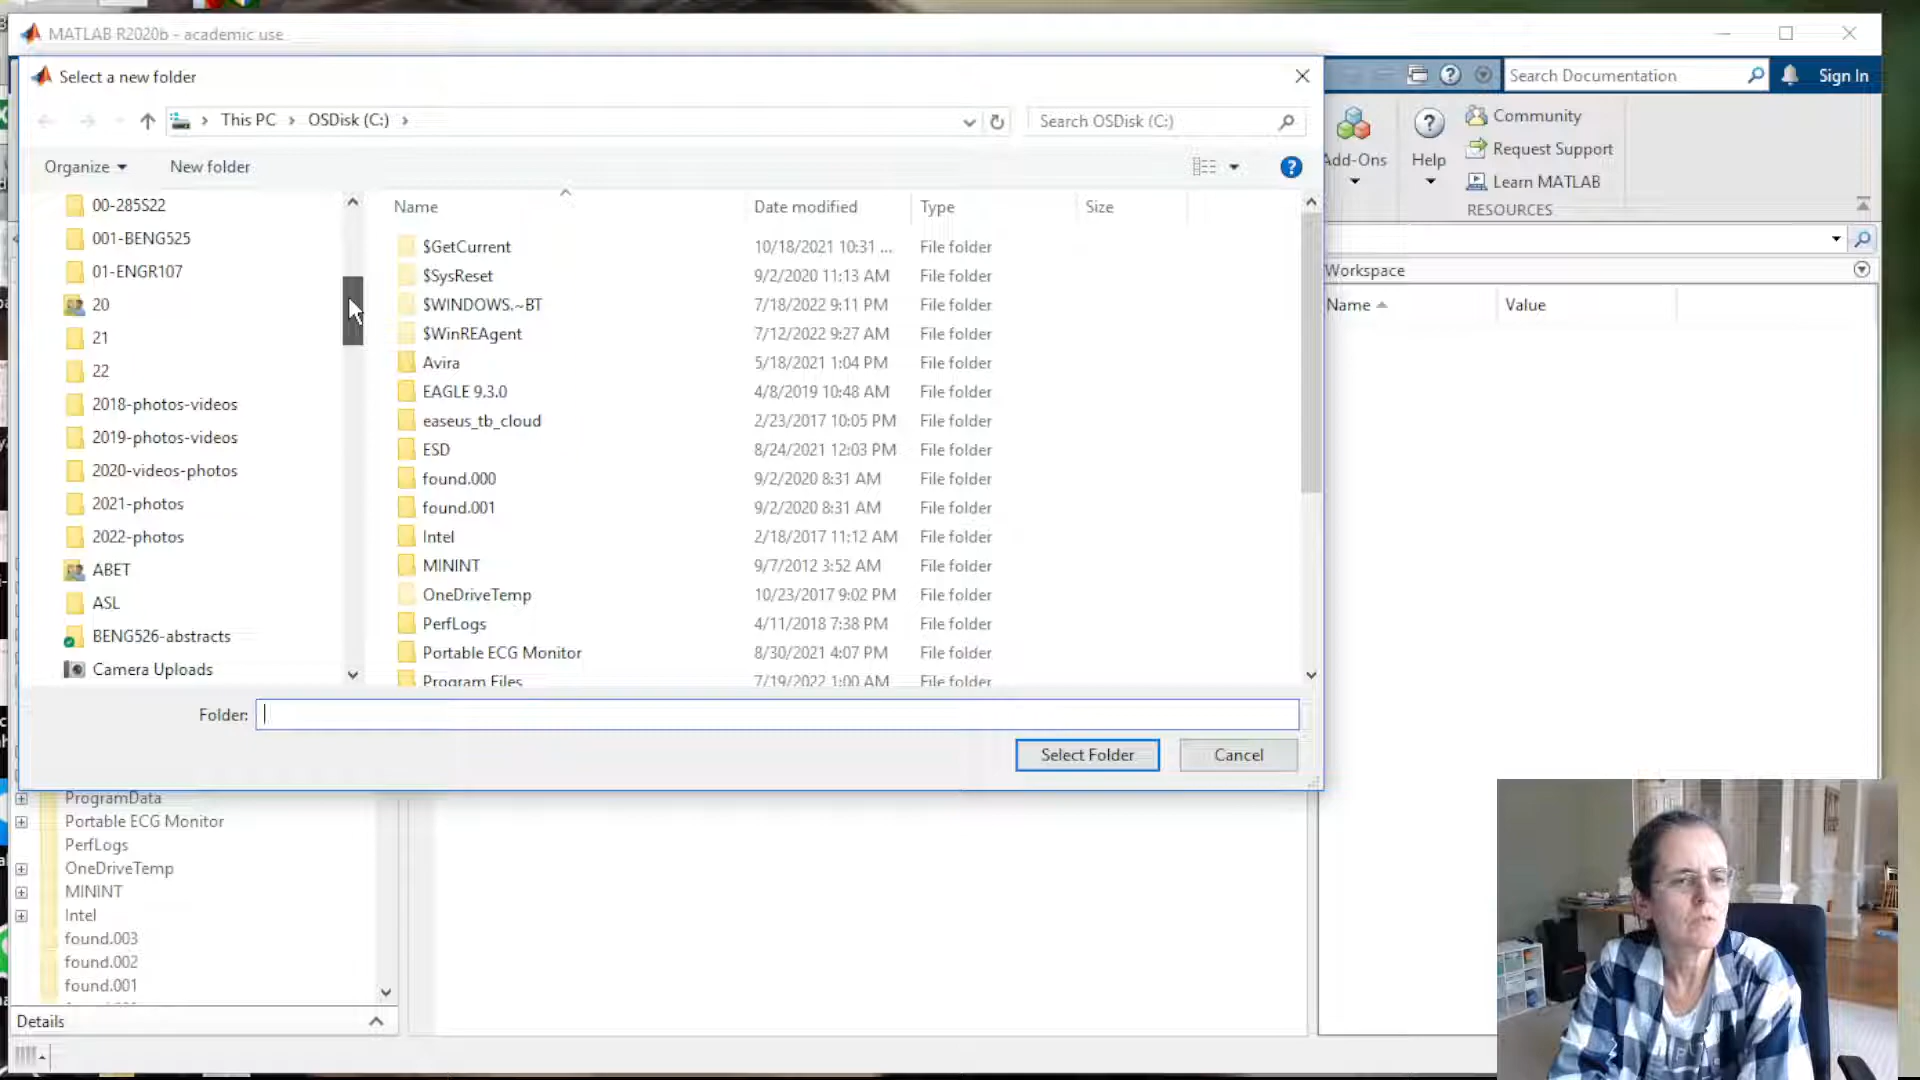 MATLAB R2020b - academic use
Select a new folder
Search Documentation
Sign In
This PC > OSDisk (C:) >
Search OSDisk (C:)
Organize
New folder
Add-Ons
Help
Community
Request Support
Learn MATLAB
RESOURCES
00-285S22
001-BENG525
01-ENGR107
20
21
22
2018-photos-videos
2019-photos-videos
2020-videos-photos
2021-photos
2022-photos
ABET
ASL
BENG526-abstracts
Camera Uploads
Name Date modified Type Size
$GetCurrent 10/18/2021 10:31 ... File folder
$SysReset 9/2/2020 11:13 AM File folder
$WINDOWS.~BT 7/18/2022 9:11 PM File folder
$WinREAgent 7/12/2022 9:27 AM File folder
Avira 5/18/2021 1:04 PM File folder
EAGLE 9.3.0 4/8/2019 10:48 AM File folder
easeus_tb_cloud 2/23/2017 10:05 PM File folder
ESD 8/24/2021 12:03 PM File folder
found.000 9/2/2020 8:31 AM File folder
found.001 9/2/2020 8:31 AM File folder
Intel 2/18/2017 11:12 AM File folder
MININT 9/7/2012 3:52 AM File folder
OneDriveTemp 10/23/2017 9:02 PM File folder
PerfLogs 4/11/2018 7:38 PM File folder
Portable ECG Monitor 8/30/2021 4:07 PM File folder
Program Files 7/19/2022 1:00 AM File folder
Folder:
Select Folder
Cancel
Workspace
Name Value
ProgramData
Portable ECG Monitor
PerfLogs
OneDriveTemp
MININT
Intel
found.003
found.002
found.001
Details